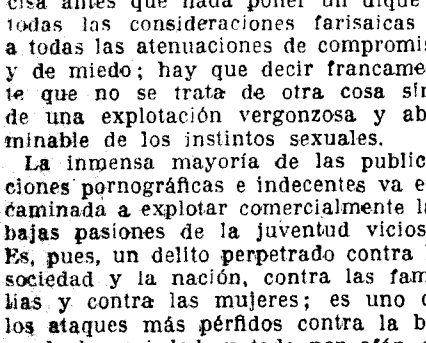 cisa antes que nada poner un dique
todas las consideraciones farisaicas
a todas las atenuaciones de compromis
y de miedo; hay que decir francame
te que no se trata de otra cosa sin
de una explotación vergonzosa y ab
minable de los instintos sexuales.
La inmensa mayoría de las public
ciones pornográficas e indecentes va e
caminada a explotar comercialmente l
bajas pasiones de la juventud vicios
Es, pues, un delito perpetrado contra
sociedad y la nación, contra las fam
lias y contra las mujeres; es uno d
los ataques más pérfidos contra la b